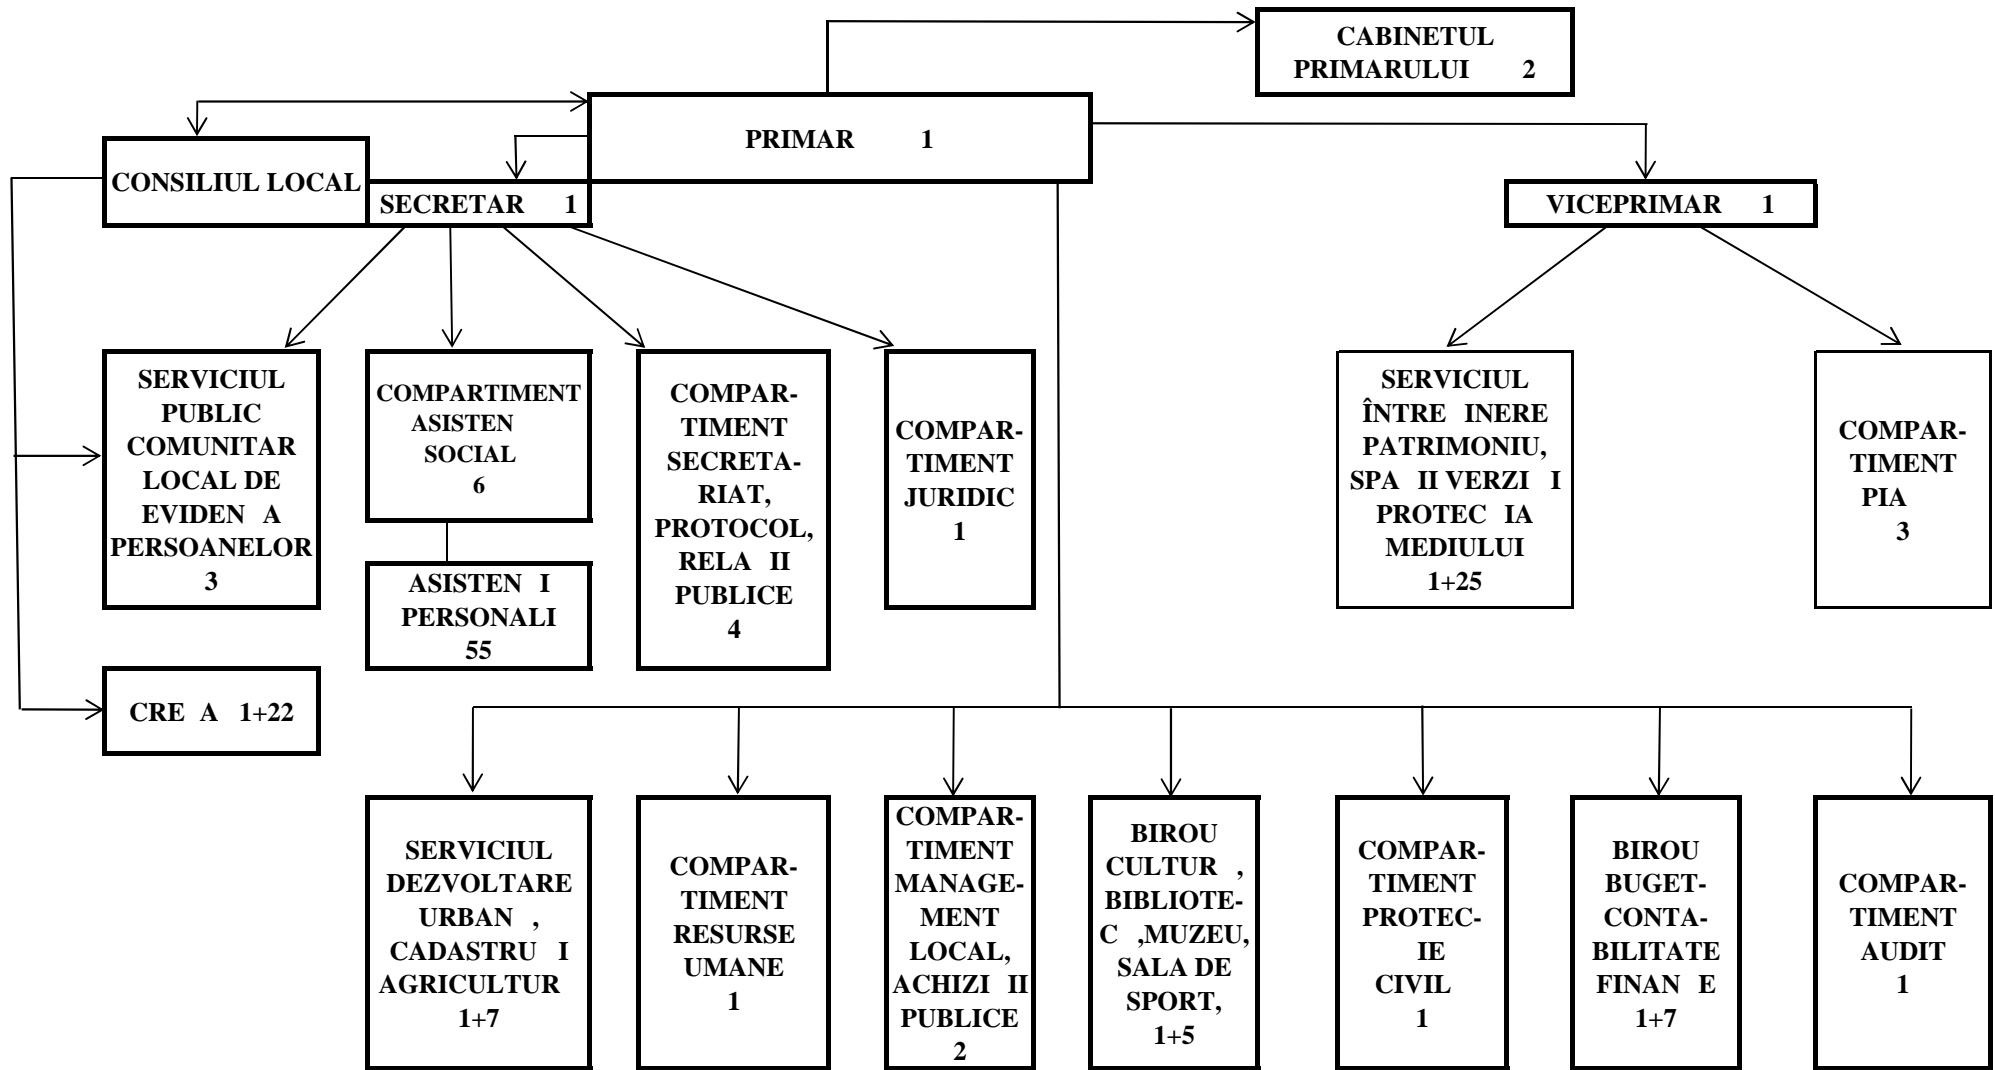 CABINETUL
PRIMARULUI 2
PRIMAR 1
CONSILIUL LOCAL
SECRETAR 1
VICEPRIMAR 1
SERVICIUL
PUBLIC
COMUNITAR
LOCAL DE
EVIDEN A
PERSOANELOR
3
COMPARTIMENT
ASISTEN
SOCIAL
6
ASISTEN I
PERSONALI
55
COMPAR-
TIMENT
SECRETA-
RIAT,
PROTOCOL,
RELA II
PUBLICE
4
COMPAR-
TIMENT
JURIDIC
1
SERVICIUL
ÎNTRE INERE
PATRIMONIU,
SPA II VERZI I
PROTEC IA
MEDIULUI
1+25
COMPAR-
TIMENT
PIA
3
CRE A 1+22
SERVICIUL
DEZVOLTARE
URBAN ,
CADASTRU I
AGRICULTUR
1+7
COMPAR-
TIMENT
RESURSE
UMANE
1
COMPAR-
TIMENT
MANAGE-
MENT
LOCAL,
ACHIZI II
PUBLICE
2
BIROU
CULTUR ,
BIBLIOTE-
C ,MUZEU,
SALA DE
SPORT,
1+5
COMPAR-
TIMENT
PROTEC-
IE
CIVIL
1
BIROU
BUGET-
CONTA-
BILITATE
FINAN E
1+7
COMPAR-
TIMENT
AUDIT
1